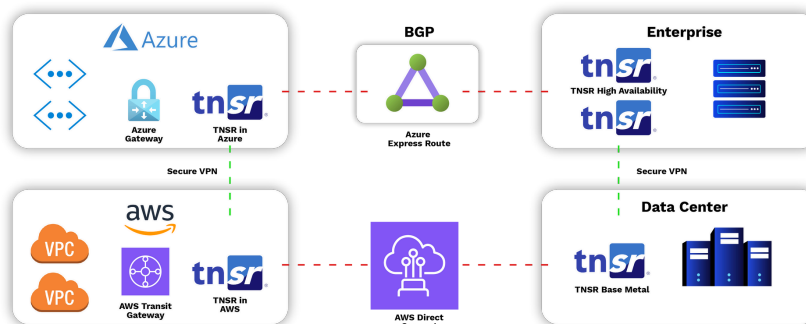 Azure
BGP
Enterprise
tnsr
TNSR High Availability
Azure
Gateway
tnsr
TNSR in
Azure
Azure
Express Route
tnsr
Secure VPN
Secure VPN
aws
Data Center
VPC
VPC
AWS Transit
Gateway
tnsr
TNSR in
AWS
AWS Direct
tnsr
TNSR Base Metal